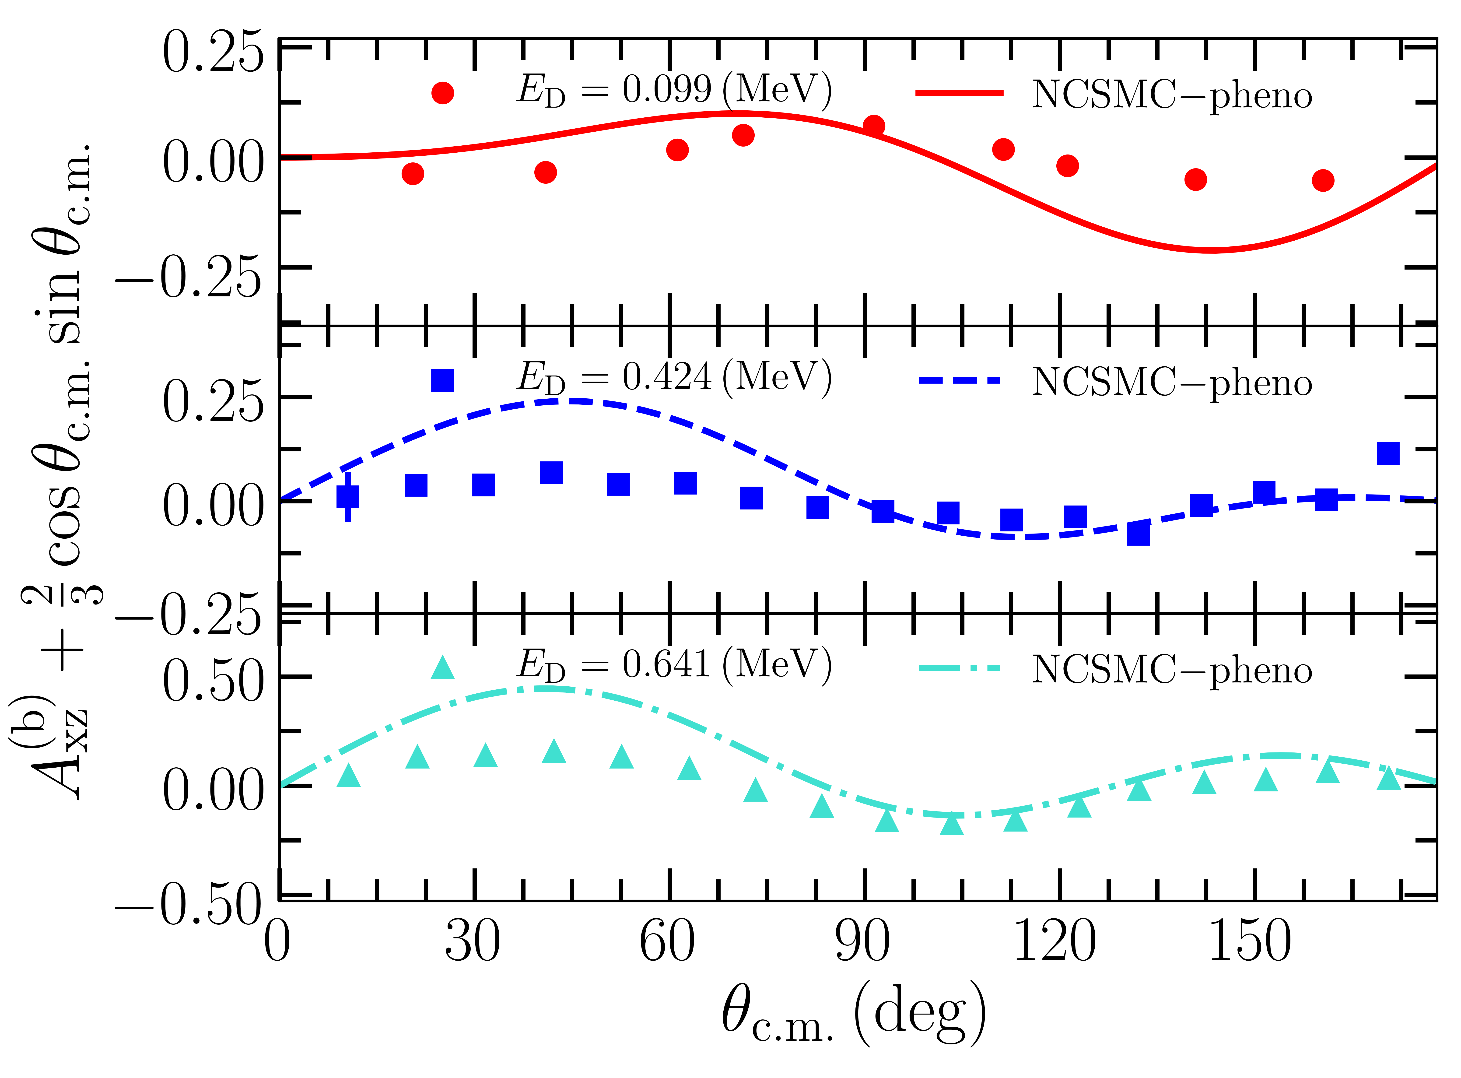 A_xz^(b) + 2/3 cos θ_c.m. sin θ_c.m.
0.25
0.00
−0.25
E_D = 0.099 (MeV)
NCSMC−pheno
0.25
0.00
−0.25
E_D = 0.424 (MeV)
NCSMC−pheno
0.50
0.00
−0.50
E_D = 0.641 (MeV)
NCSMC−pheno
0 30 60 90 120 150
θ_c.m. (deg)